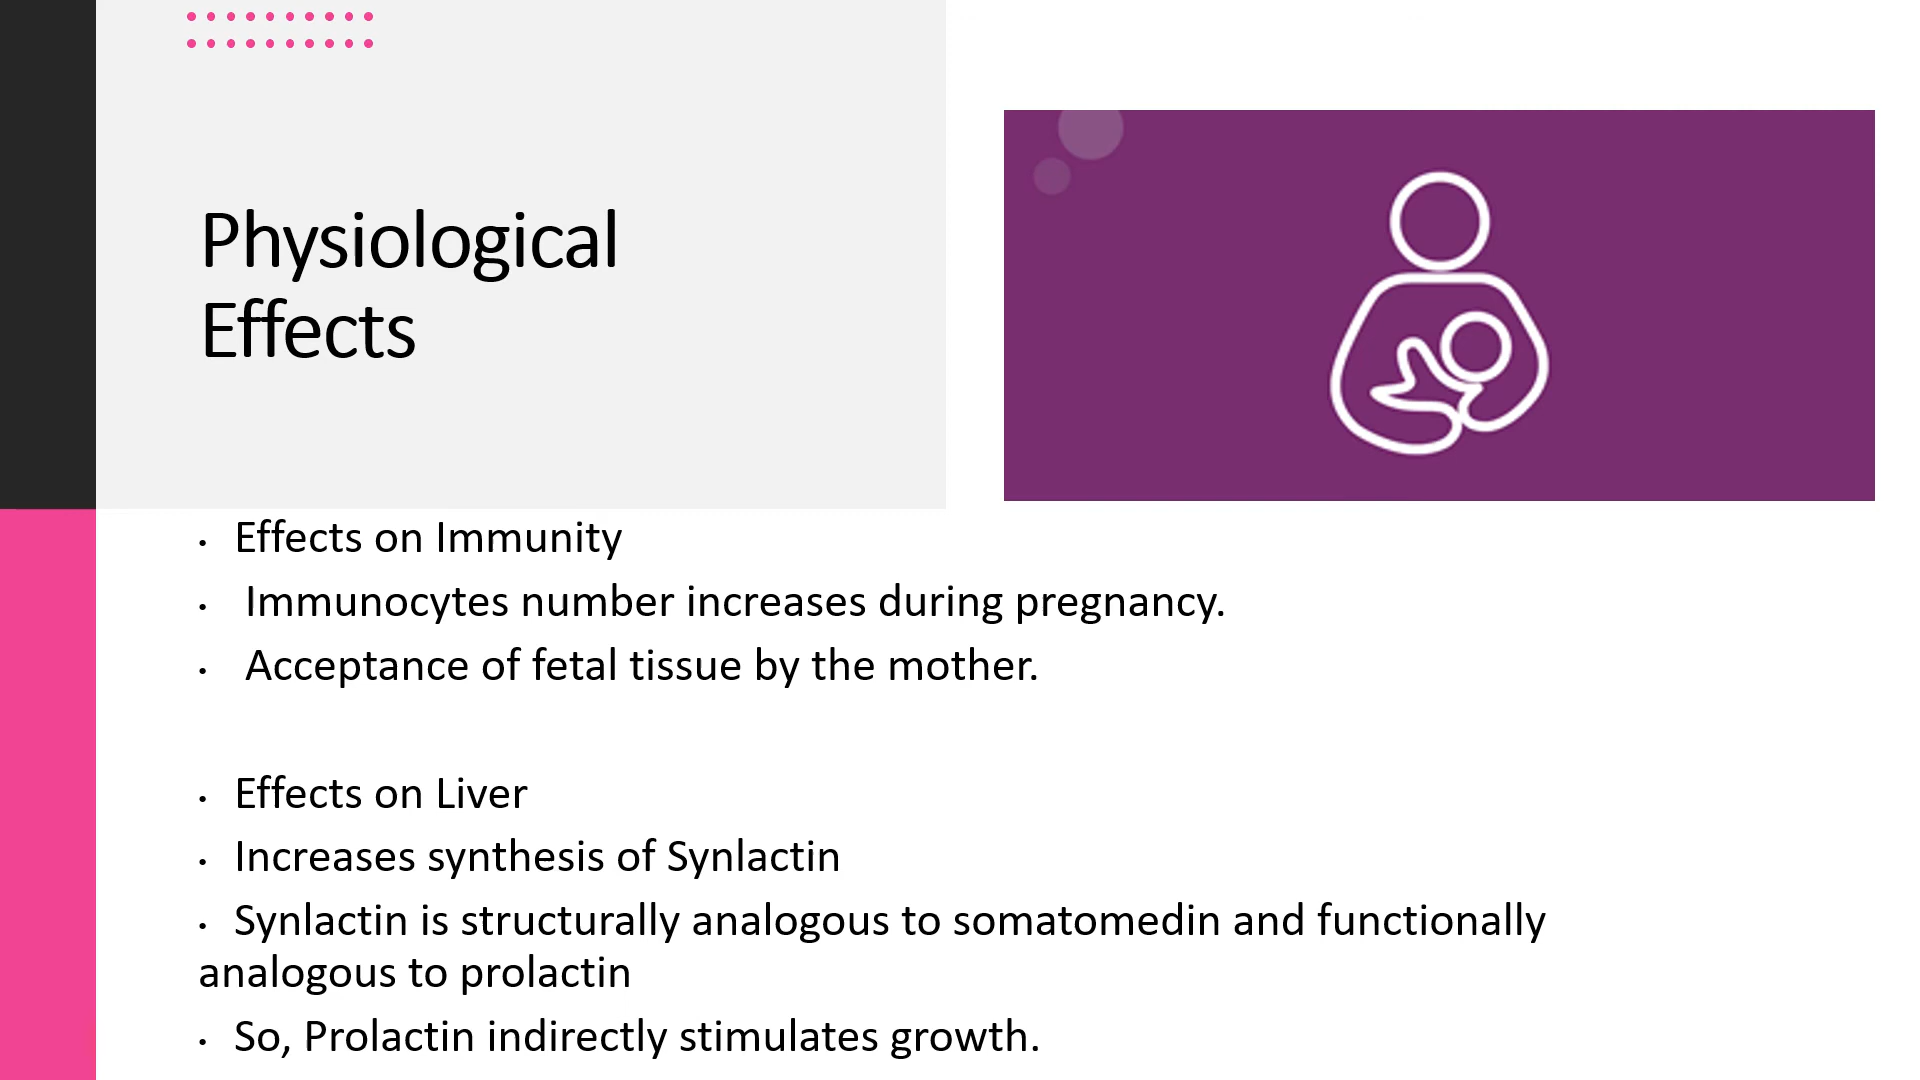 Physiological
Effects
• Effects on Immunity
• Immunocytes number increases during pregnancy.
• Acceptance of fetal tissue by the mother.
• Effects on Liver
• Increases synthesis of Synlactin
• Synlactin is structurally analogous to somatomedin and functionally
analogous to prolactin
• So, Prolactin indirectly stimulates growth.